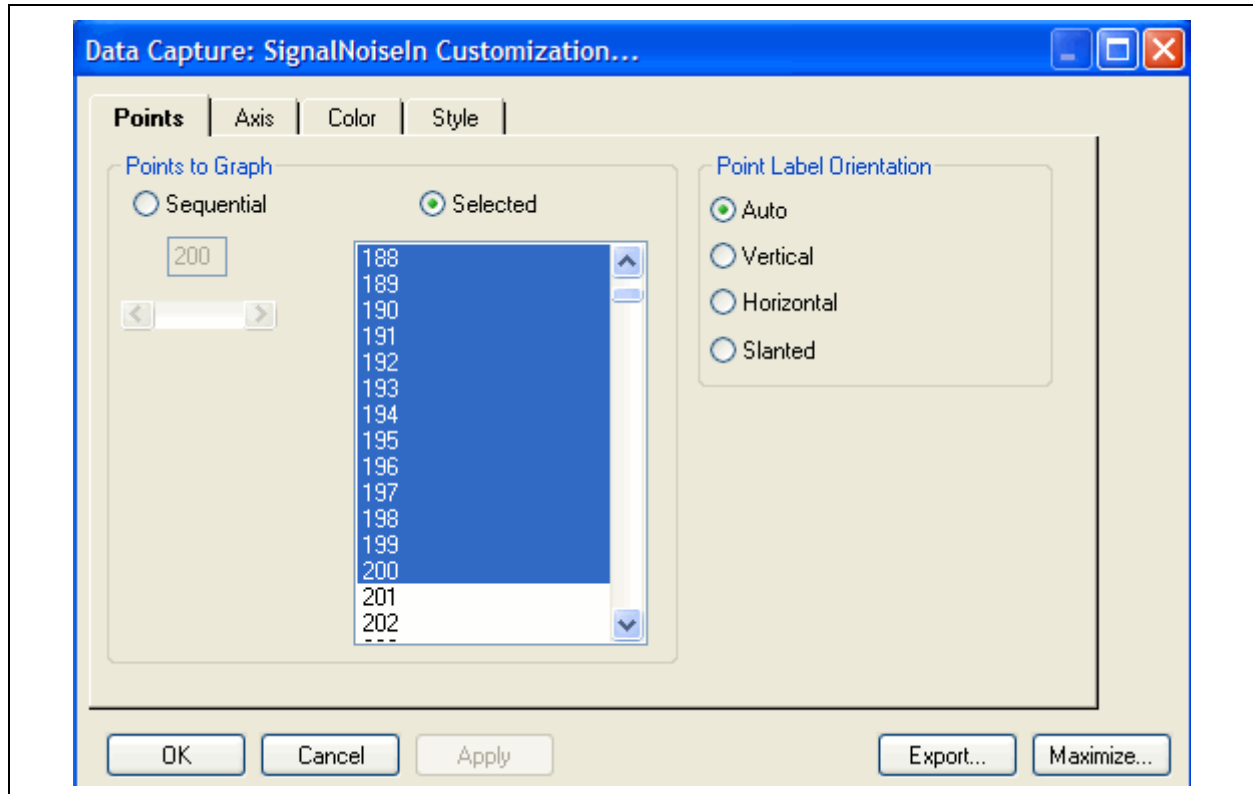 Data Capture: SignalNoiseIn Customization...
Points
Axis
Color
Style
Points to Graph
Sequential
Selected
200
188
189
190
191
192
193
194
195
196
197
198
199
200
201
202
Point Label Orientation
Auto
Vertical
Horizontal
Slanted
OK
Cancel
Apply
Export...
Maximize...